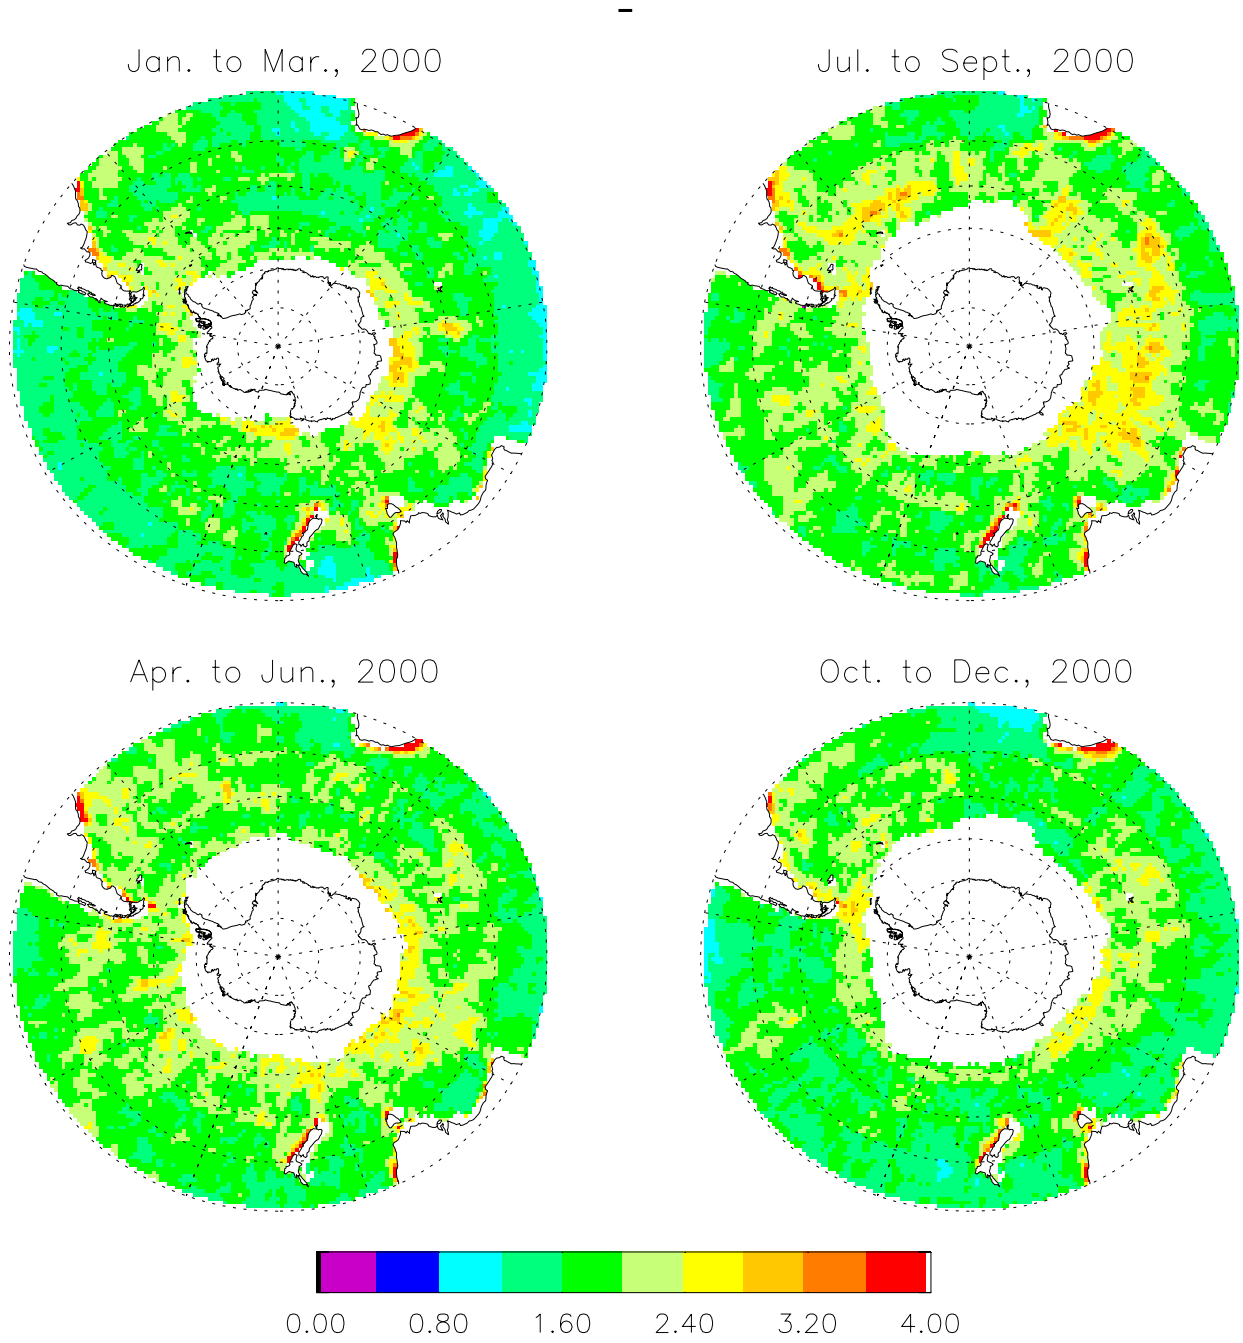 Jan. to Mar., 2000
Jul. to Sept., 2000
Apr. to Jun., 2000
Oct. to Dec., 2000
0.00 0.80 1.60 2.40 3.20 4.00